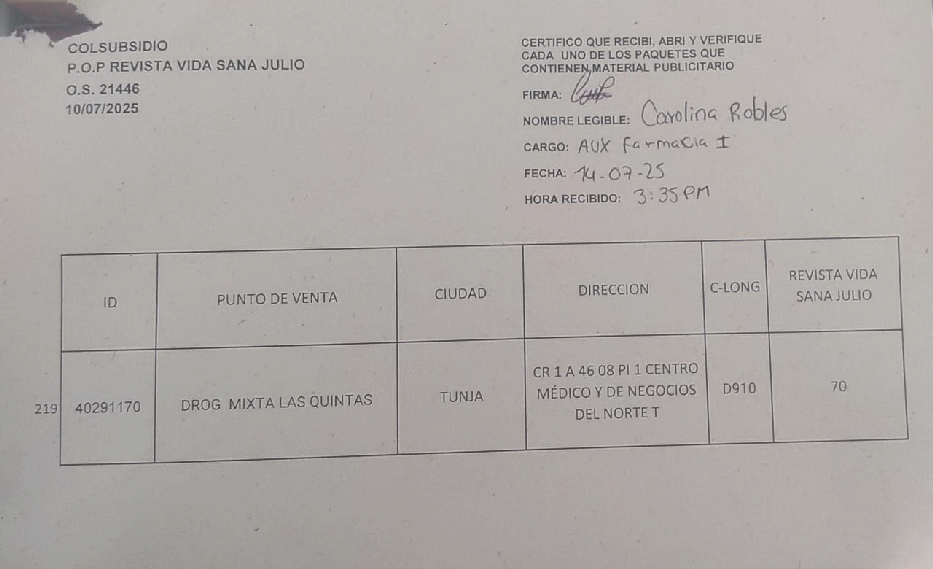 COLSUBSIDIO
P.O.P REVISTA VIDA SANA JULIO
O.S. 21446
10/07/2025
CERTIFICO QUE RECIBI, ABRI Y VERIFIQUE
CADA UNO DE LOS PAQUETES QUE
CONTIENEN MATERIAL PUBLICITARIO
FIRMA:
NOMBRE LEGIBLE: Carolina Robles
CARGO: AUX Farmacia I
FECHA: 14-07-25
HORA RECIBIDO: 3:35 PM
ID
PUNTO DE VENTA
CIUDAD
DIRECCION
C-LONG
REVISTA VIDA
SANA JULIO
219
40291170
DROG MIXTA LAS QUINTAS
TUNJA
CR 1 A 46 08 PI 1 CENTRO
MÉDICO Y DE NEGOCIOS
DEL NORTE T
D910
70